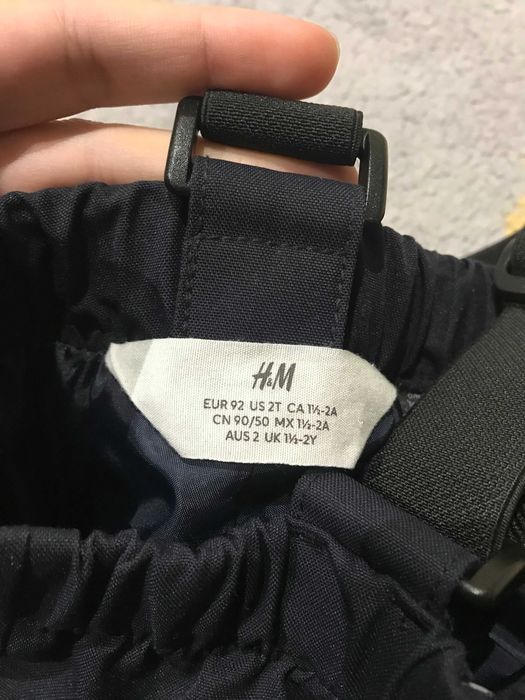 H&M
EUR 92 US 2T CA 1½-2A
CN 90/50 MX 1½-2A
AUS 2 UK 1½-2Y